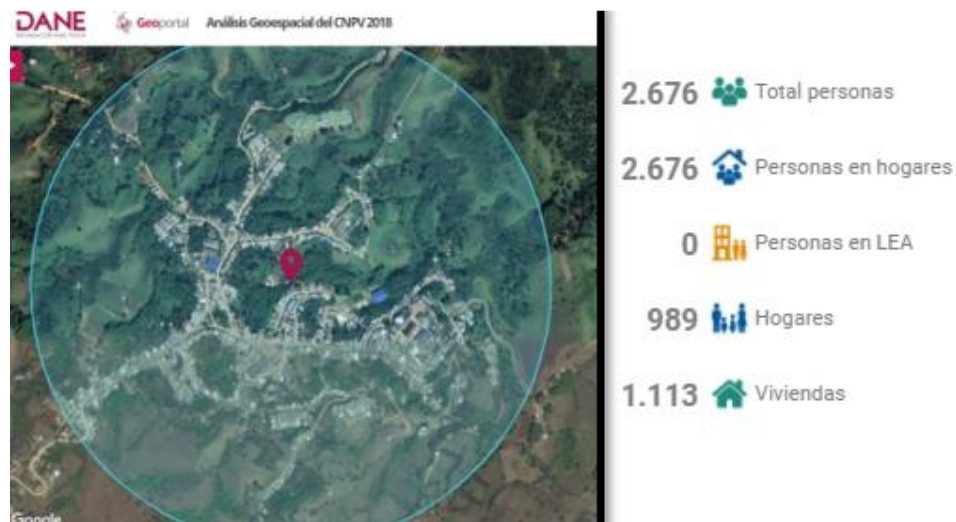 DANE
Geoportal
Análisis Geoespacial del CNPV 2018
2.676 Total personas
2.676 Personas en hogares
0 Personas en LEA
989 Hogares
1.113 Viviendas
Google